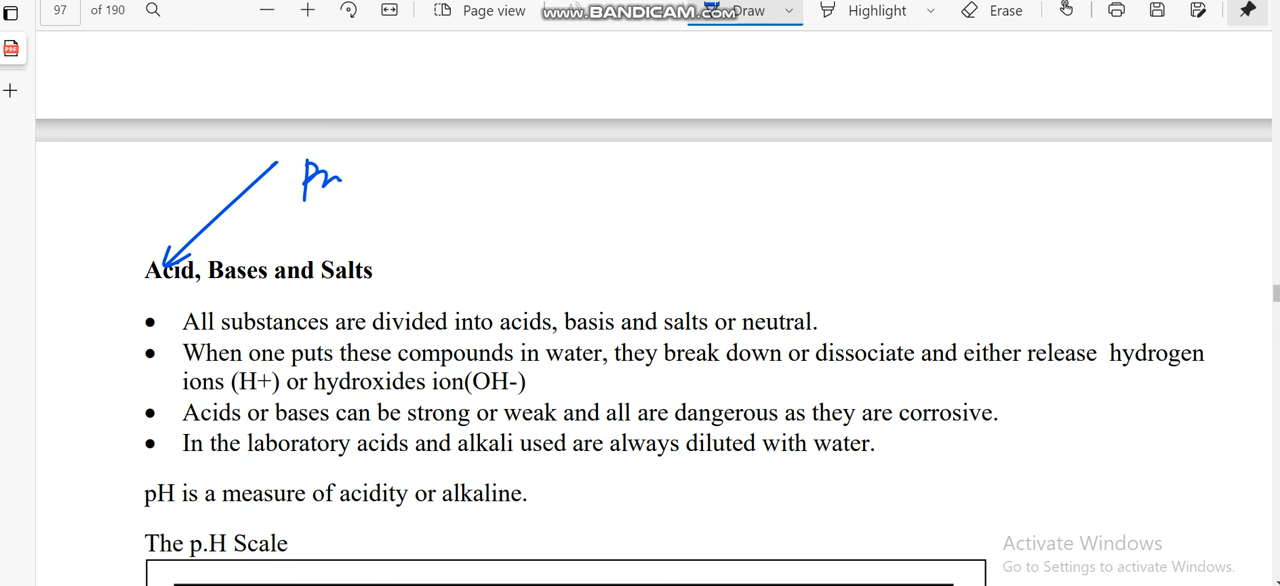 97 of 190 Page view Draw Highlight Erase
www.BANDICAM.com
PDF
Acid, Bases and Salts
• All substances are divided into acids, basis and salts or neutral.
• When one puts these compounds in water, they break down or dissociate and either release hydrogen
ions (H+) or hydroxides ion(OH-)
• Acids or bases can be strong or weak and all are dangerous as they are corrosive.
• In the laboratory acids and alkali used are always diluted with water.
pH is a measure of acidity or alkaline.
The p.H Scale
Activate Windows
Go to Settings to activate Windows.